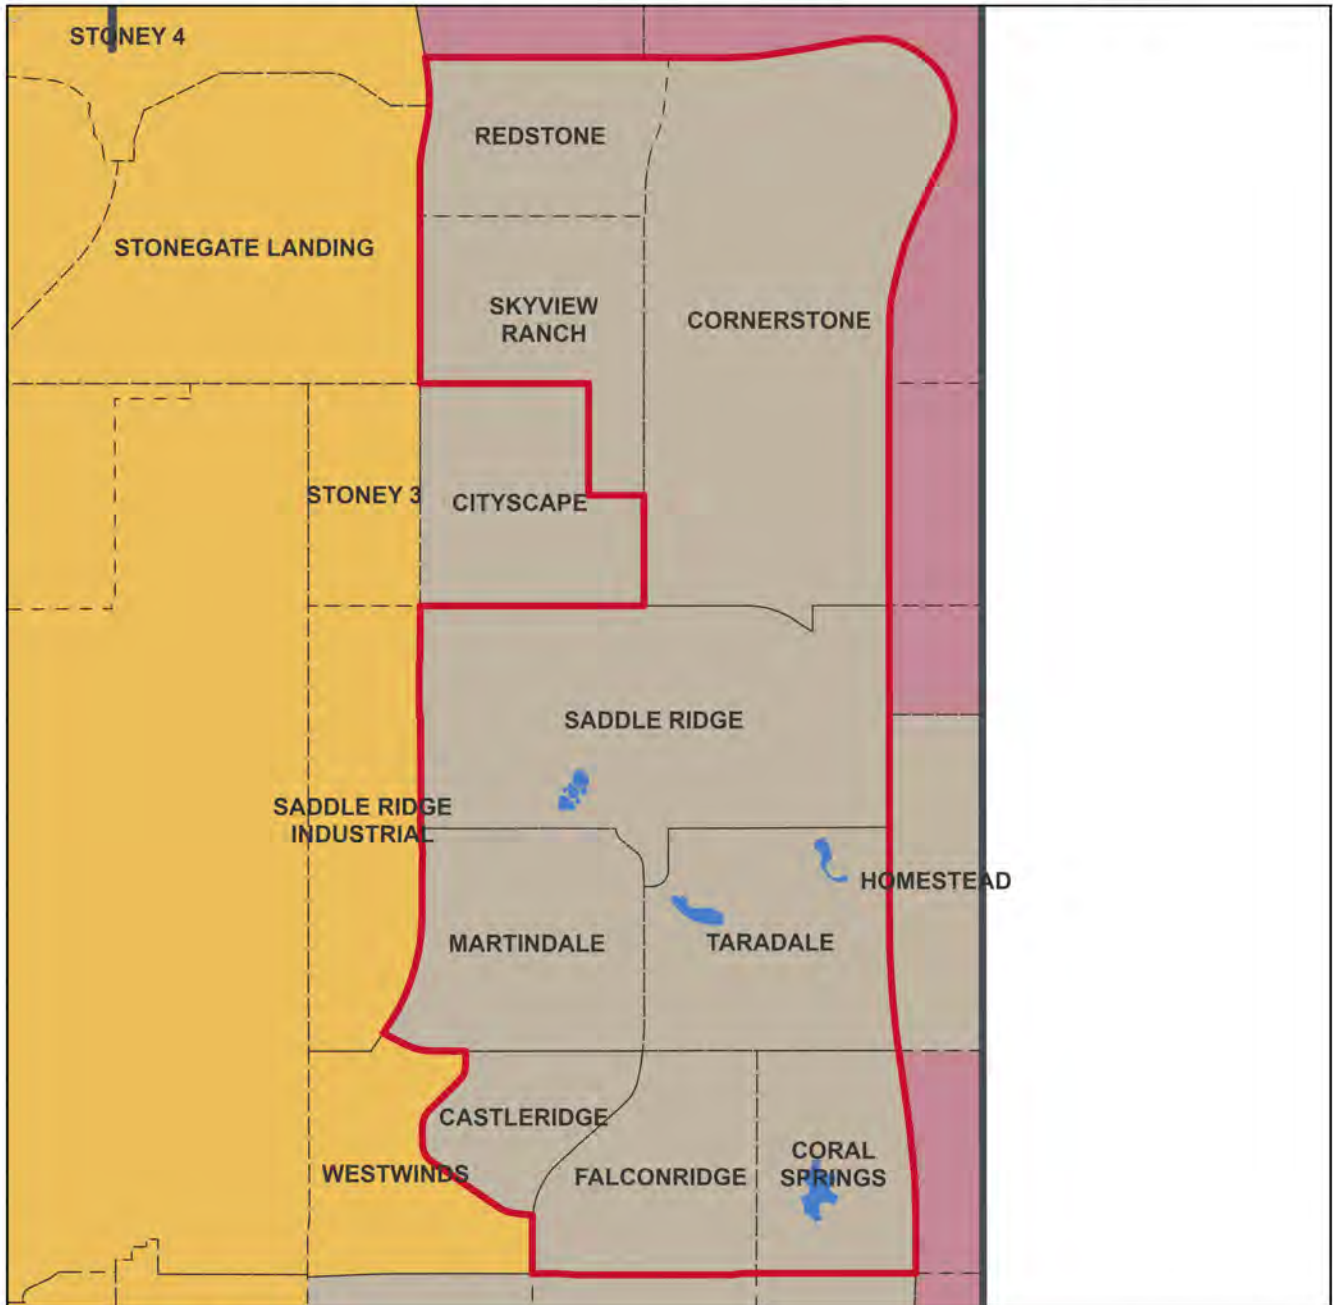 STONEY 4
REDSTONE
STONEGATE LANDING
SKYVIEW
RANCH
CORNERSTONE
STONEY 3
CITYSCAPE
SADDLE RIDGE
SADDLE RIDGE
INDUSTRIAL
HOMESTEAD
MARTINDALE
TARADALE
CASTLERIDGE
WESTWINDS
FALCONRIDGE
CORAL
SPRINGS